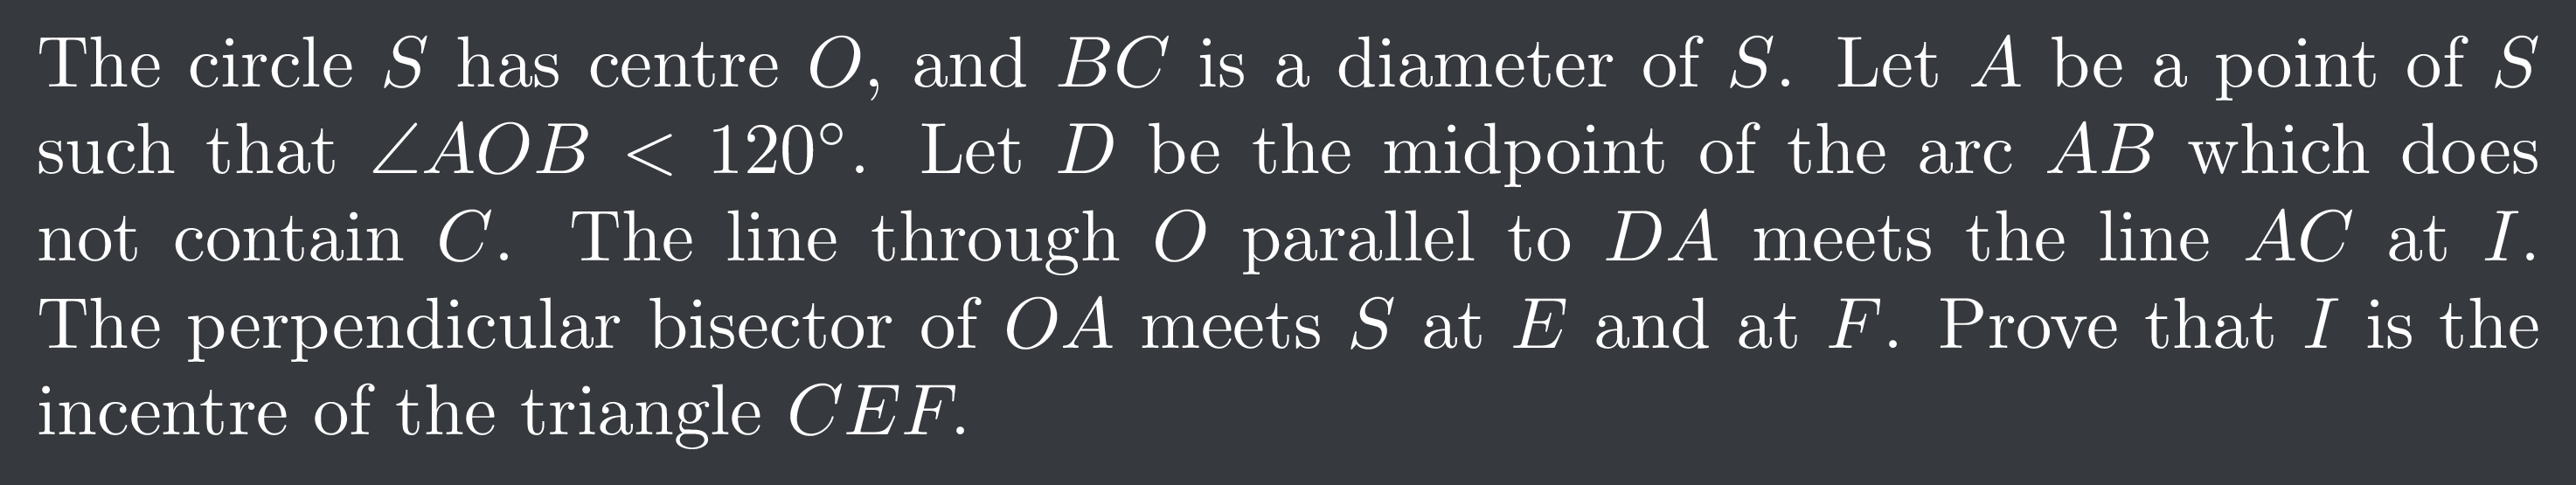 The circle S has centre O, and BC is a diameter of S. Let A be a point of S
such that ∠AOB < 120°. Let D be the midpoint of the arc AB which does
not contain C. The line through O parallel to DA meets the line AC at I.
The perpendicular bisector of OA meets S at E and at F. Prove that I is the
incentre of the triangle CEF.